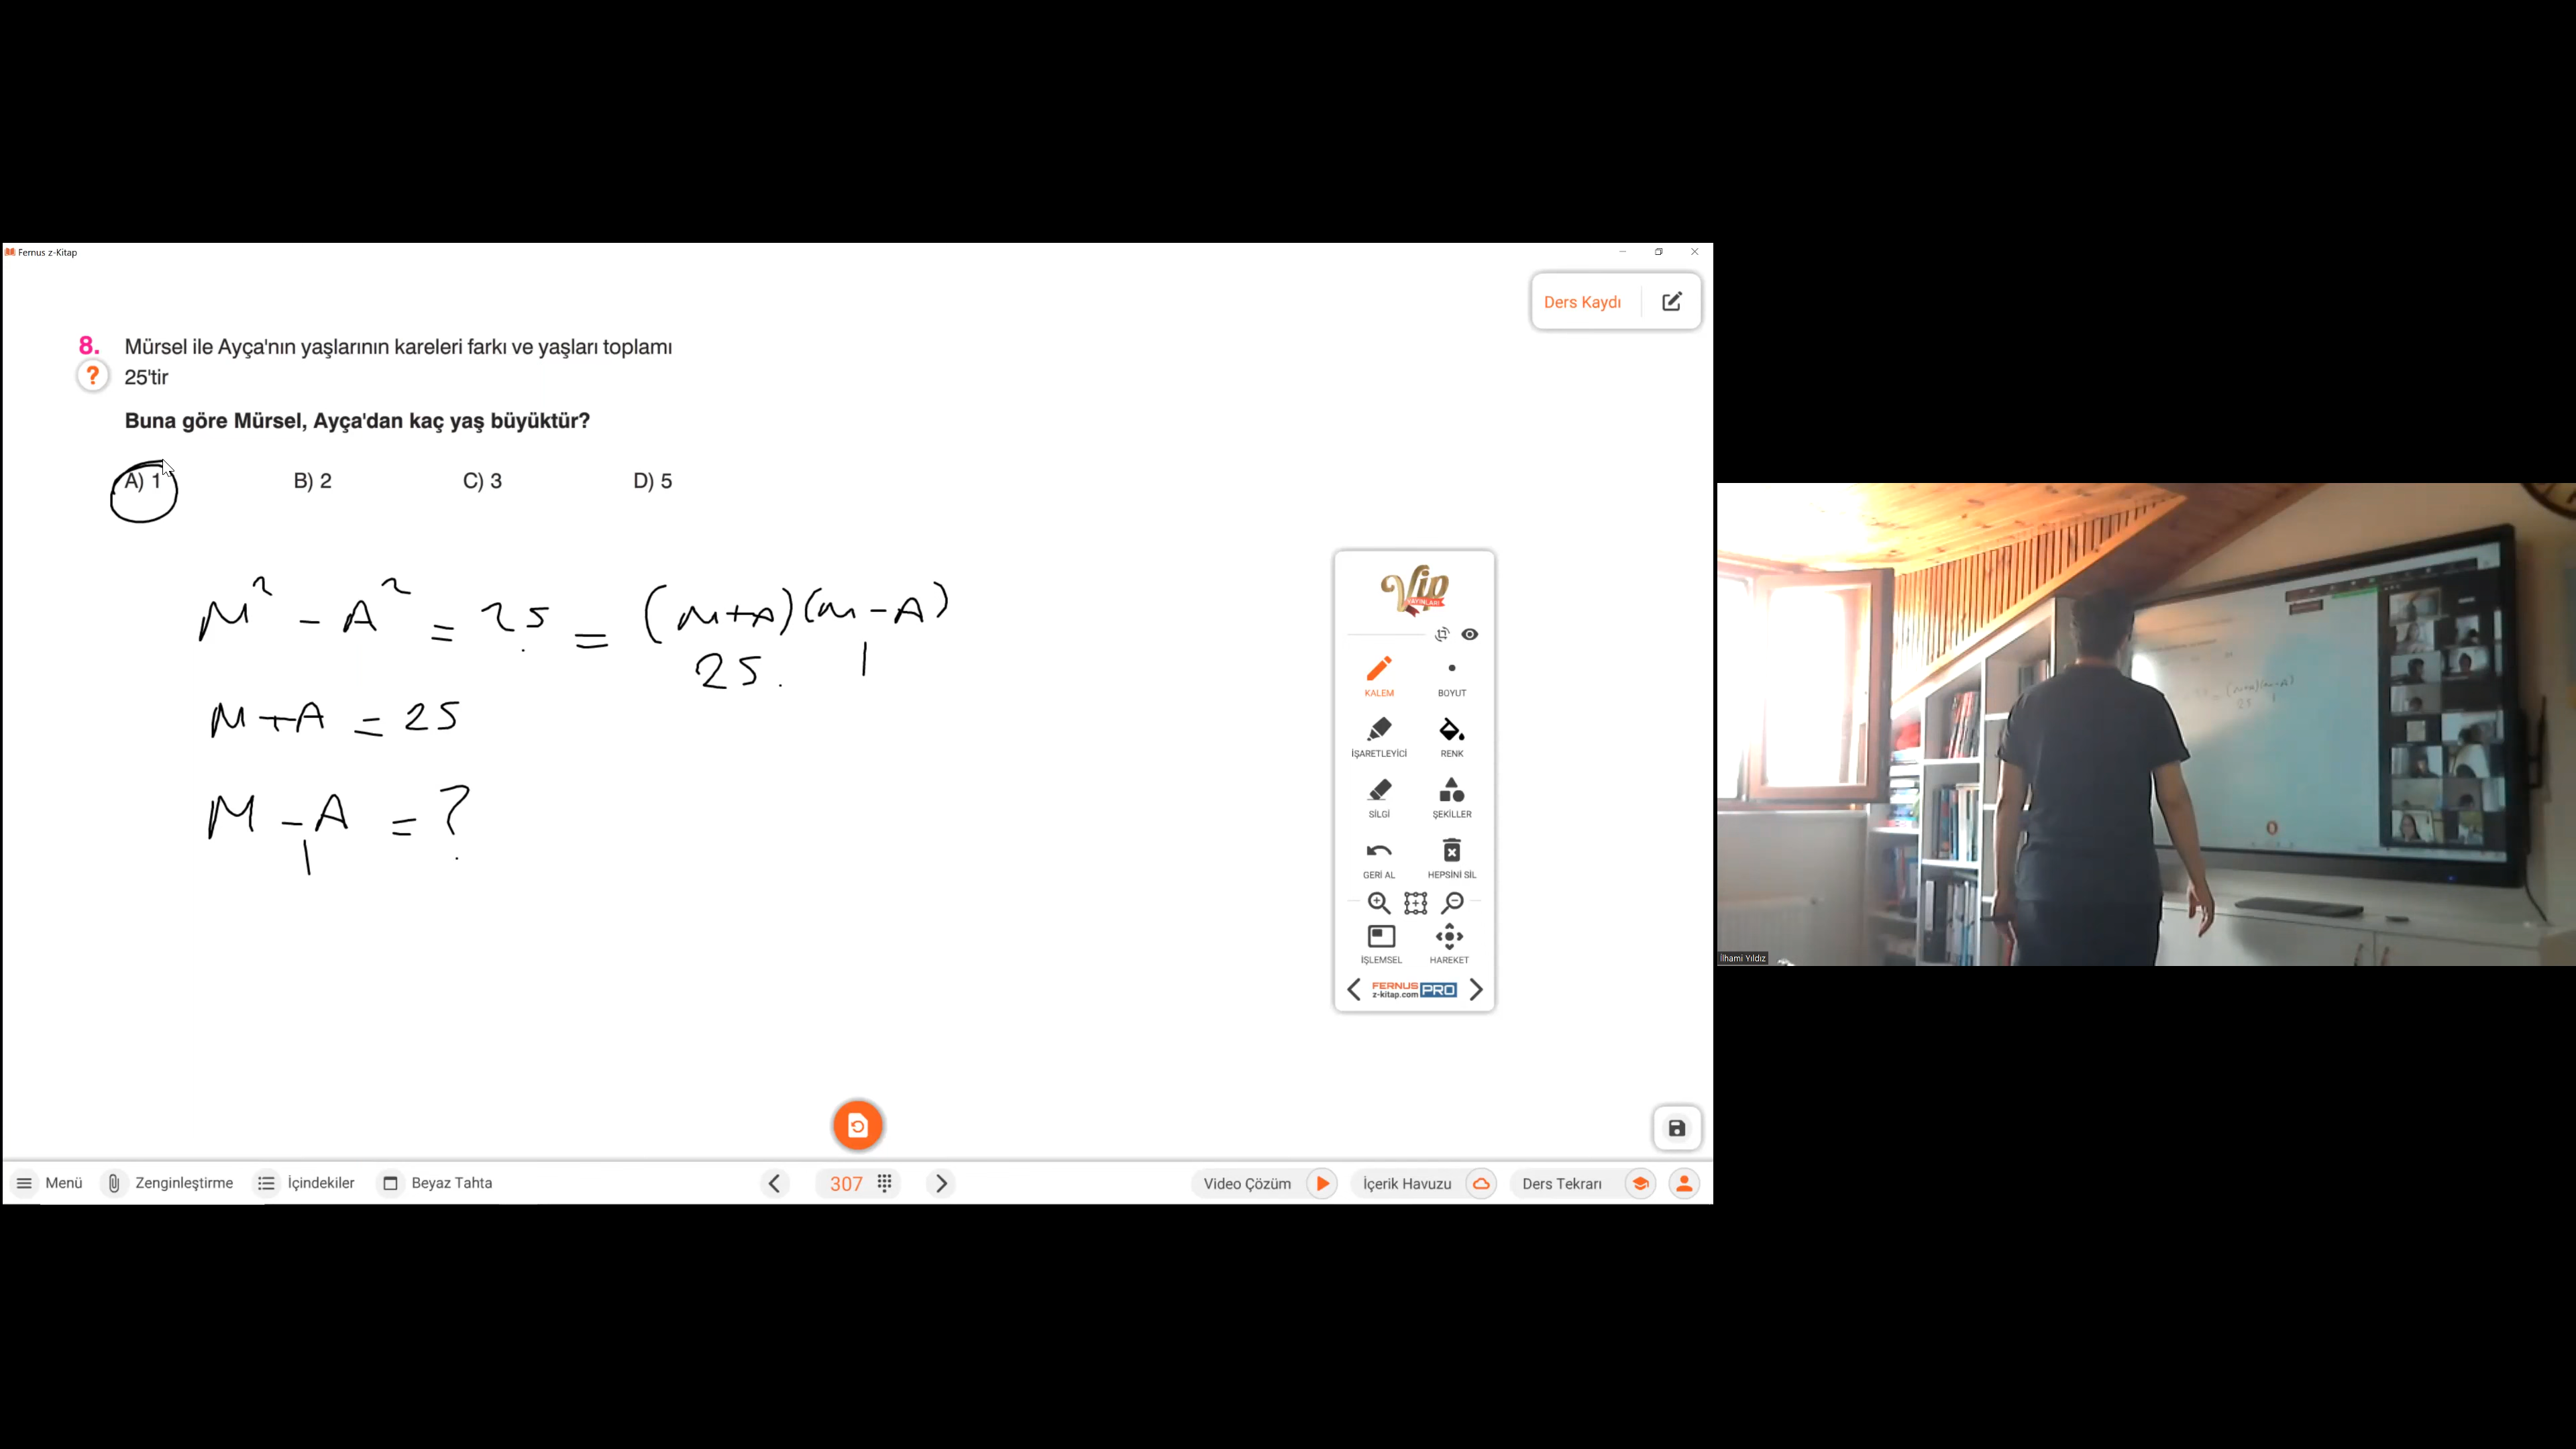 Fernus z-Kitap
Ders Kaydı
8. Mürsel ile Ayça'nın yaşlarının kareleri farkı ve yaşları toplamı
? 25'tir
Buna göre Mürsel, Ayça'dan kaç yaş büyüktür?
A) 1 B) 2 C) 3 D) 5
M² - A² = 25 = (M+A)(M-A)
25. 1
M+A = 25
M-A = ?
1
Vip
YAYINLARI
KALEM BOYUT
İŞARETLEYİCİ RENK
SİLGİ ŞEKİLLER
GERİ AL HEPSİNİ SİL
İŞLEMSEL HAREKET
FERNUS
z-kitap.com PRO
İlhami Yıldız
Menü Zenginleştirme İçindekiler Beyaz Tahta 307 Video Çözüm İçerik Havuzu Ders Tekrarı